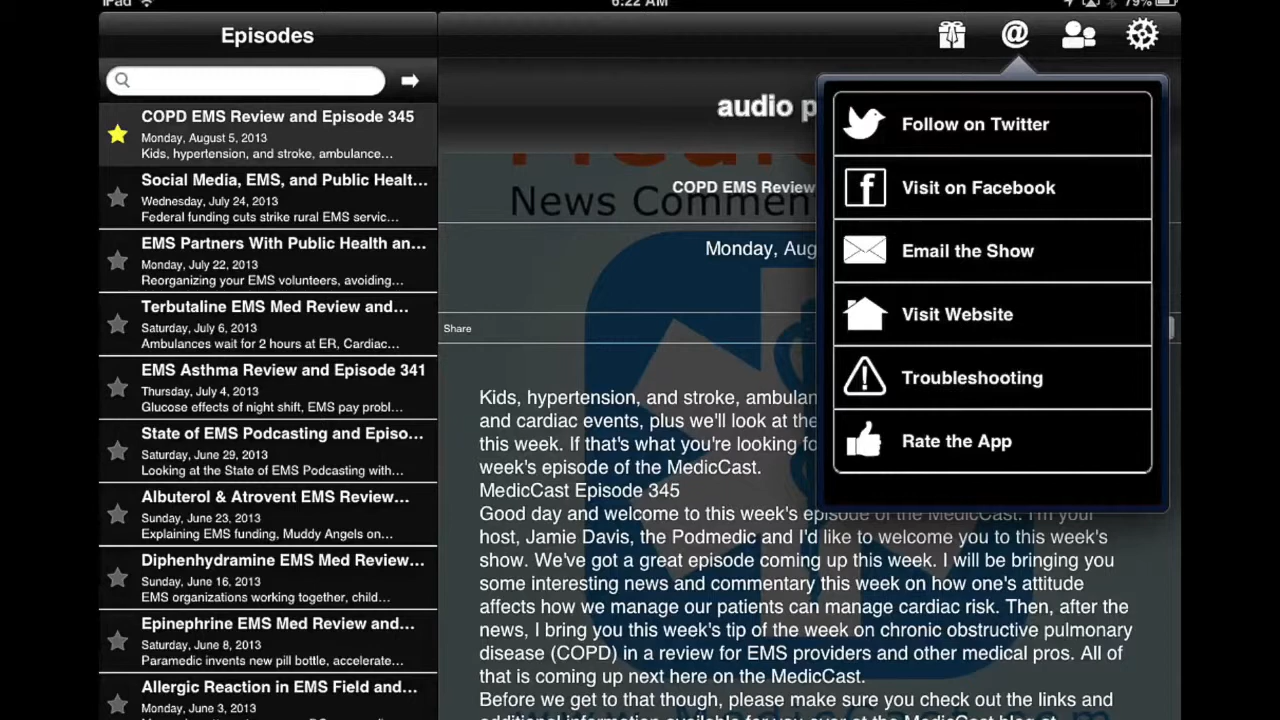 iPad
6:22 AM
79%
Episodes
COPD EMS Review and Episode 345
Monday, August 5, 2013
Kids, hypertension, and stroke, ambulance...
Social Media, EMS, and Public Healt...
Wednesday, July 24, 2013
Federal funding cuts strike rural EMS servic...
EMS Partners With Public Health an...
Monday, July 22, 2013
Reorganizing your EMS volunteers, avoiding...
Terbutaline EMS Med Review and...
Saturday, July 6, 2013
Ambulances wait for 2 hours at ER, Cardiac...
EMS Asthma Review and Episode 341
Thursday, July 4, 2013
Glucose effects of night shift, EMS pay probl...
State of EMS Podcasting and Episo...
Saturday, June 29, 2013
Looking at the State of EMS Podcasting with...
Albuterol & Atrovent EMS Review...
Sunday, June 23, 2013
Explaining EMS funding, Muddy Angels on...
Diphenhydramine EMS Med Review...
Sunday, June 16, 2013
EMS organizations working together, child...
Epinephrine EMS Med Review and...
Saturday, June 8, 2013
Paramedic invents new pill bottle, accelerate...
Allergic Reaction in EMS Field and...
Monday, June 3, 2013
@
audio p
COPD EMS Review
News Commen
Monday, Aug
Share
Follow on Twitter
Visit on Facebook
Email the Show
Visit Website
Troubleshooting
Rate the App
Kids, hypertension, and stroke, ambulan
and cardiac events, plus we'll look at the
this week. If that's what you're looking fo
week's episode of the MedicCast.
MedicCast Episode 345
Good day and welcome to this week's episode of the MedicCast. I'm your
host, Jamie Davis, the Podmedic and I'd like to welcome you to this week's
show. We've got a great episode coming up this week. I will be bringing you
some interesting news and commentary this week on how one's attitude
affects how we manage our patients can manage cardiac risk. Then, after the
news, I bring you this week's tip of the week on chronic obstructive pulmonary
disease (COPD) in a review for EMS providers and other medical pros. All of
that is coming up next here on the MedicCast.
Before we get to that though, please make sure you check out the links and
additional information available for you over at the MedicCast blog at